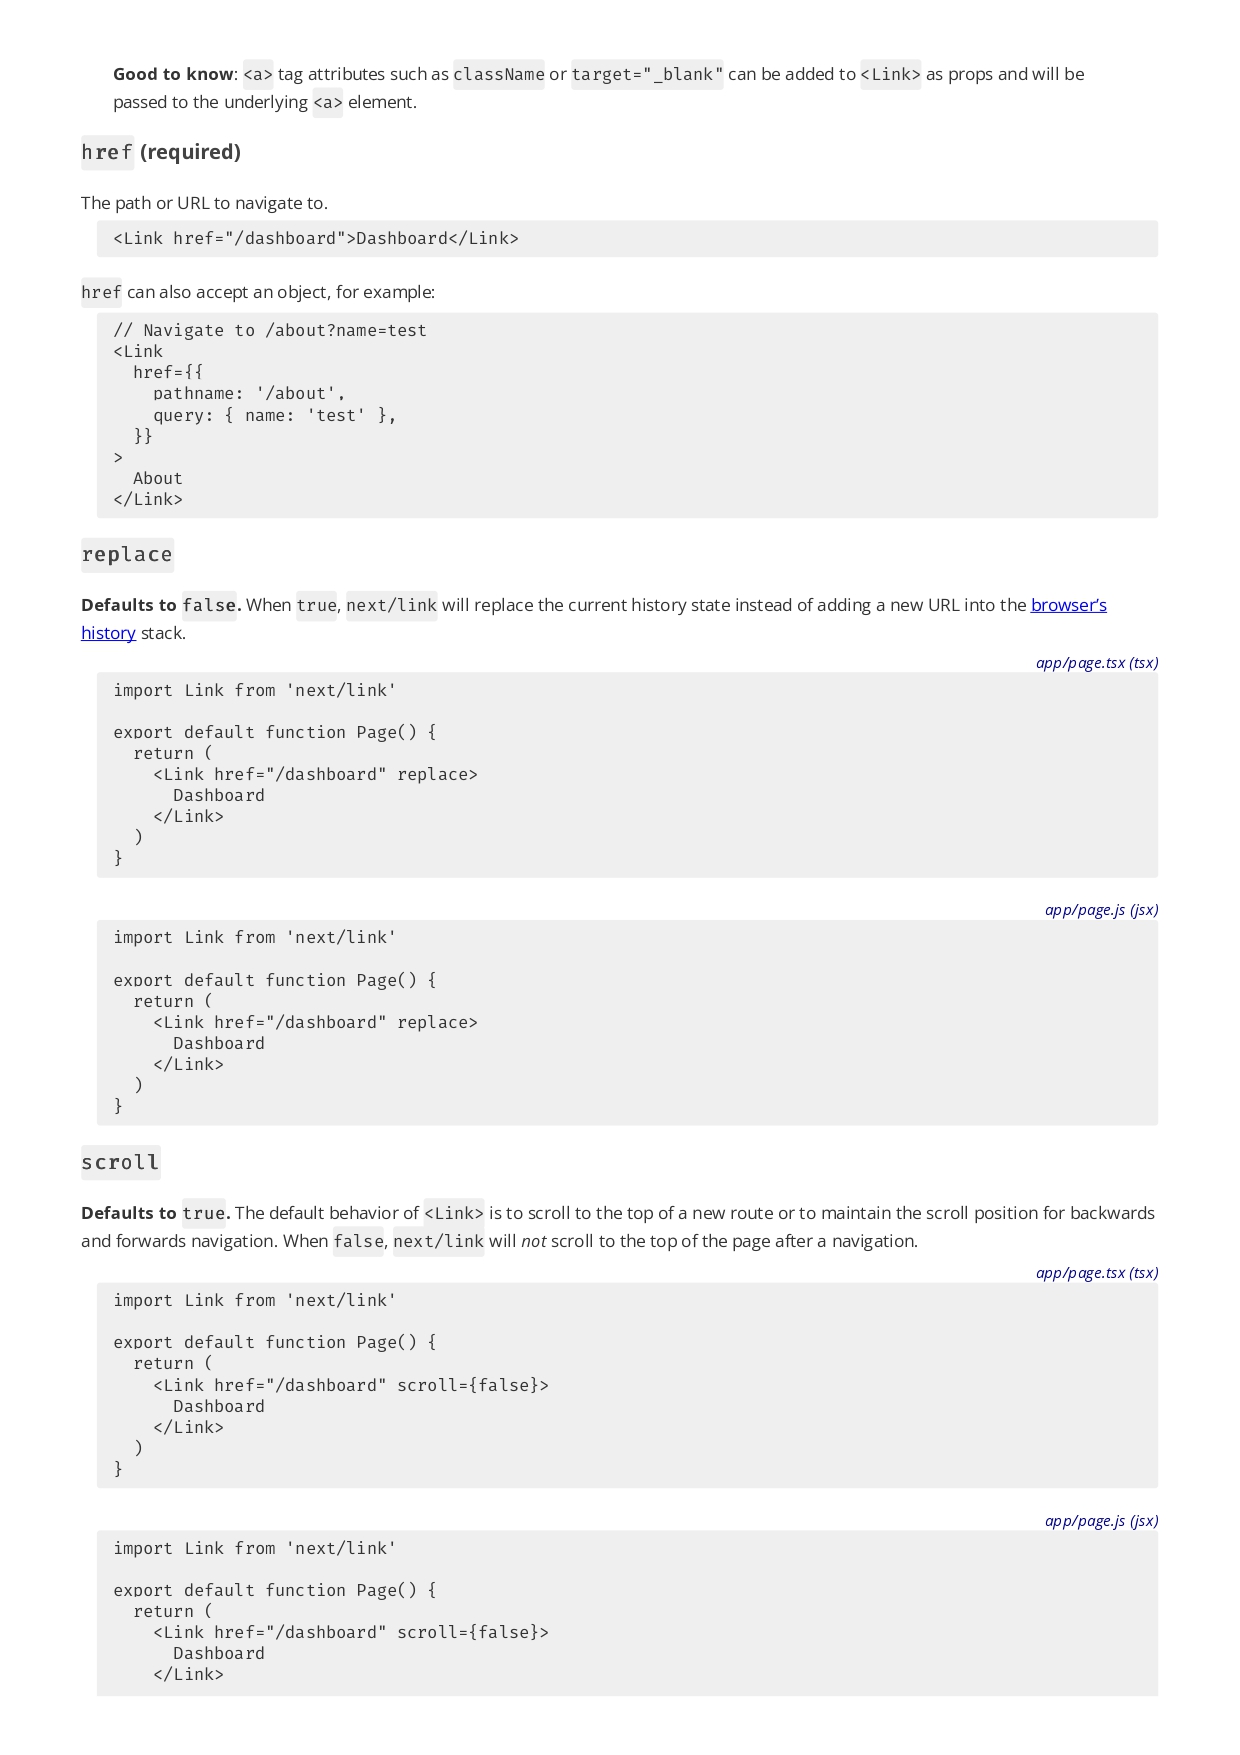 Good to know: <a> tag attributes such as className or target="_blank" can be added to <Link> as props and will be
passed to the underlying <a> element.
href (required)
The path or URL to navigate to.
<Link href="/dashboard">Dashboard</Link>
href can also accept an object, for example:
// Navigate to /about?name=test
<Link
  href={{
    pathname: '/about',
    query: { name: 'test' },
  }}
>
  About
</Link>
replace
Defaults to false. When true, next/link will replace the current history state instead of adding a new URL into the browser’s
history stack.
app/page.tsx (tsx)
import Link from 'next/link'

export default function Page() {
  return (
    <Link href="/dashboard" replace>
      Dashboard
    </Link>
  )
}
app/page.js (jsx)
import Link from 'next/link'

export default function Page() {
  return (
    <Link href="/dashboard" replace>
      Dashboard
    </Link>
  )
}
scroll
Defaults to true. The default behavior of <Link> is to scroll to the top of a new route or to maintain the scroll position for backwards
and forwards navigation. When false, next/link will not scroll to the top of the page after a navigation.
app/page.tsx (tsx)
import Link from 'next/link'

export default function Page() {
  return (
    <Link href="/dashboard" scroll={false}>
      Dashboard
    </Link>
  )
}
app/page.js (jsx)
import Link from 'next/link'

export default function Page() {
  return (
    <Link href="/dashboard" scroll={false}>
      Dashboard
    </Link>